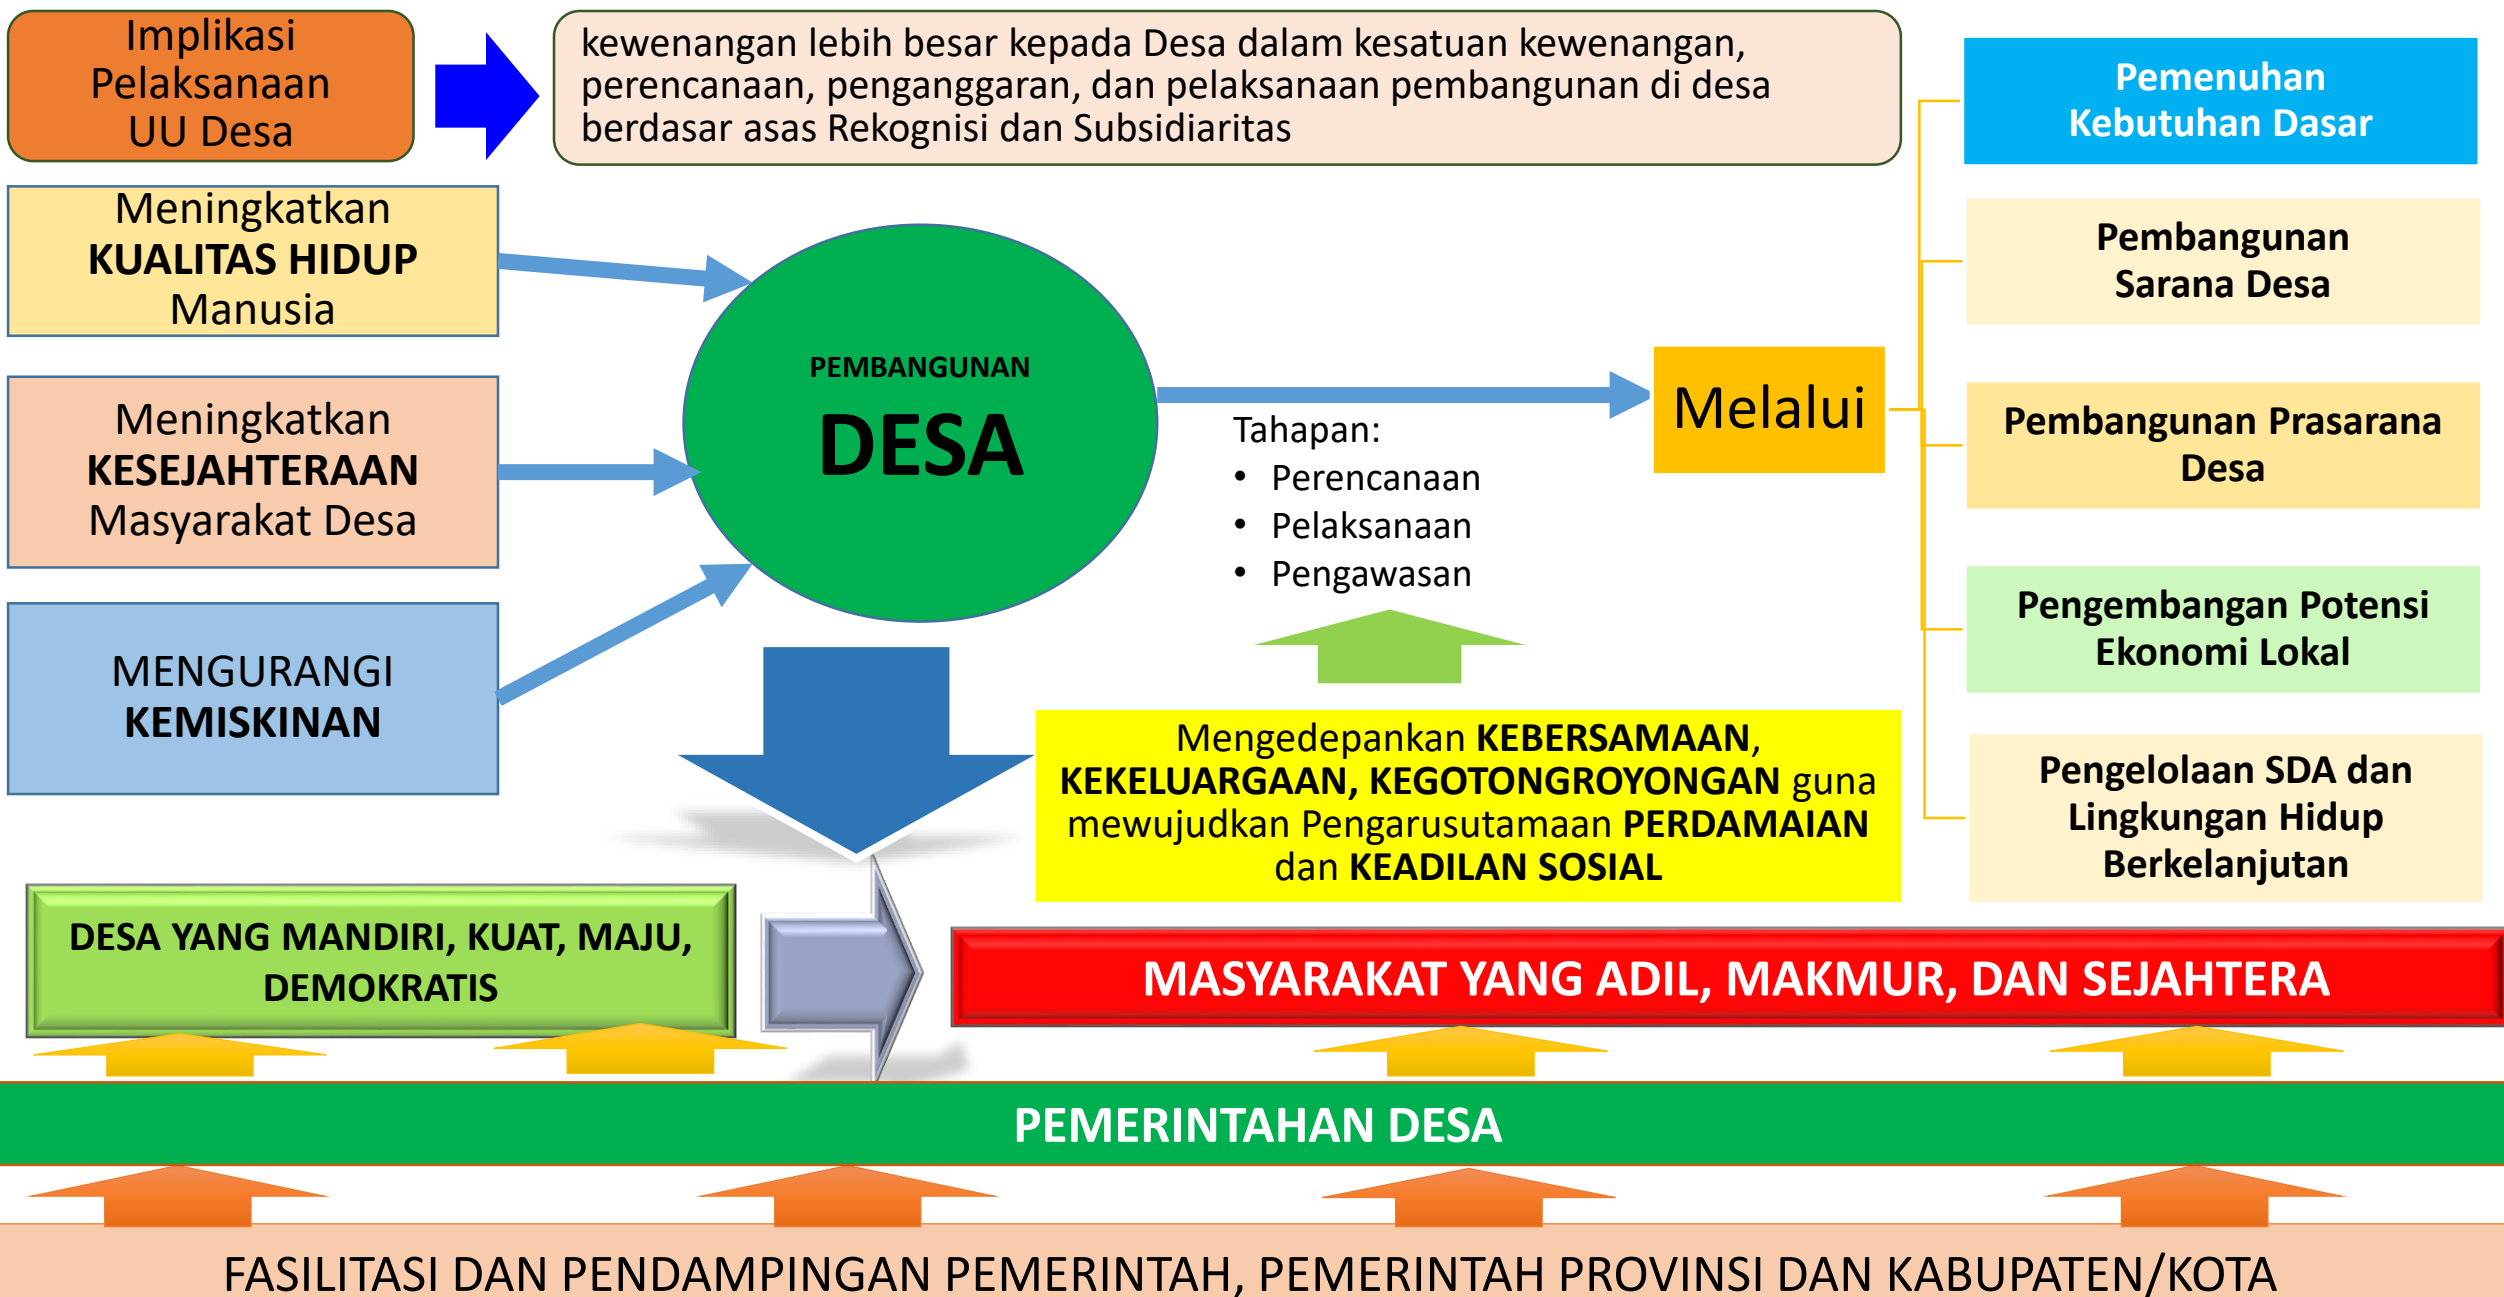 Implikasi
Pelaksanaan
UU Desa
kewenangan lebih besar kepada Desa dalam kesatuan kewenangan,
perencanaan, penganggaran, dan pelaksanaan pembangunan di desa
berdasar asas Rekognisi dan Subsidiaritas
Meningkatkan
KUALITAS HIDUP
Manusia
Meningkatkan
KESEJAHTERAAN
Masyarakat Desa
MENGURANGI
KEMISKINAN
PEMBANGUNAN
DESA
Tahapan:
• Perencanaan
• Pelaksanaan
• Pengawasan
Melalui
Pemenuhan
Kebutuhan Dasar
Pembangunan
Sarana Desa
Pembangunan Prasarana
Desa
Pengembangan Potensi
Ekonomi Lokal
Pengelolaan SDA dan
Lingkungan Hidup
Berkelanjutan
Mengedepankan KEBERSAMAAN,
KEKELUARGAAN, KEGOTONGROYONGAN guna
mewujudkan Pengarusutamaan PERDAMAIAN
dan KEADILAN SOSIAL
DESA YANG MANDIRI, KUAT, MAJU,
DEMOKRATIS
MASYARAKAT YANG ADIL, MAKMUR, DAN SEJAHTERA
PEMERINTAHAN DESA
FASILITASI DAN PENDAMPINGAN PEMERINTAH, PEMERINTAH PROVINSI DAN KABUPATEN/KOTA